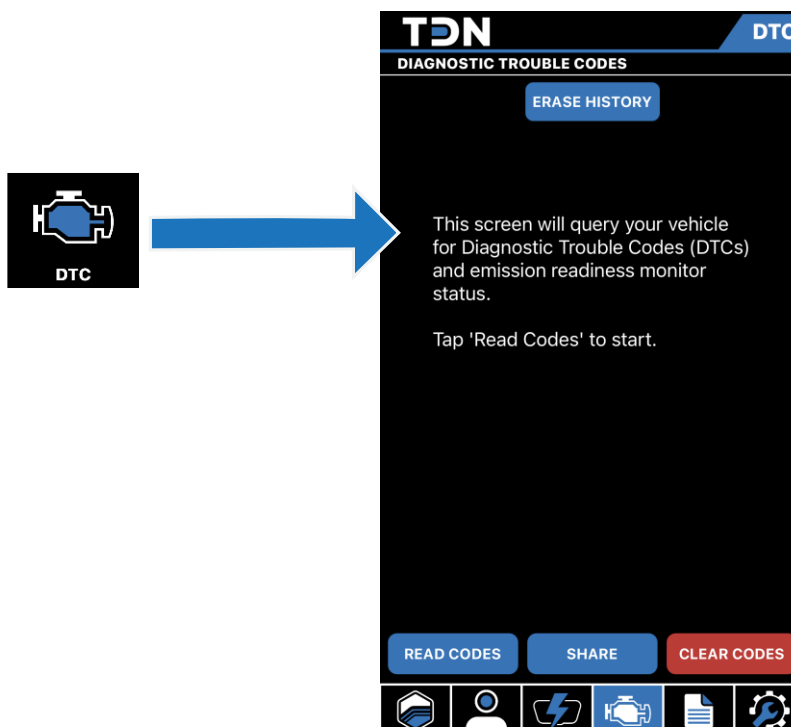 TDN
DTC
DIAGNOSTIC TROUBLE CODES
ERASE HISTORY
DTC
This screen will query your vehicle
for Diagnostic Trouble Codes (DTCs)
and emission readiness monitor
status.
Tap 'Read Codes' to start.
READ CODES
SHARE
CLEAR CODES